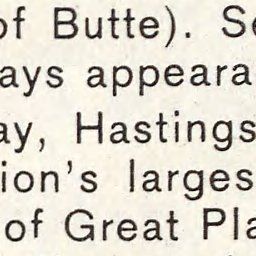 of Butte). Se
ays appeara
ay, Hastings
ion's larges
of Great Pla